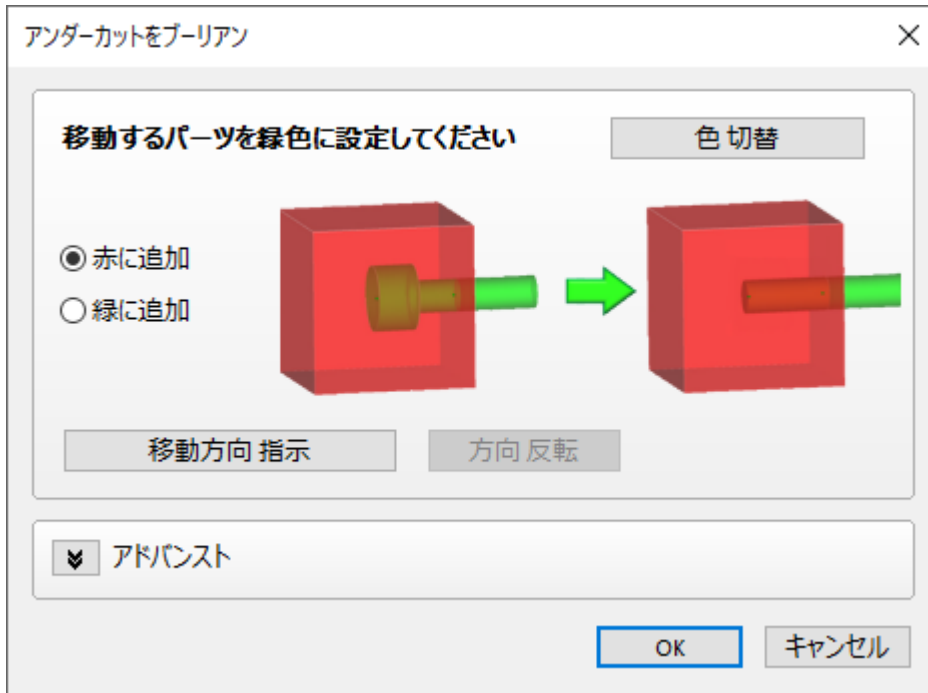 アンダーカットをブーリアン
移動するパーツを緑色に設定してください
色 切替
赤に追加
緑に追加
移動方向 指示
方向 反転
アドバンスト
OK
キャンセル